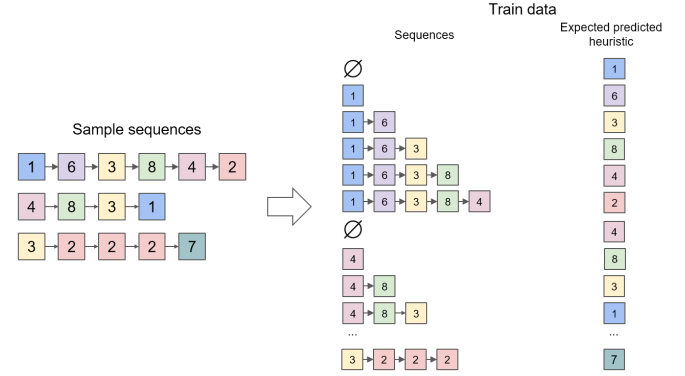 Train data
Sequences
Expected predicted
heuristic
∅ 1
1 6
1 6 3
1 6 3 8
1 6 3 8 4
1 6 3 8 4 2
∅ 4
4 8
4 8 3
4 8 3 1
... ...
3 2 2 2 7
Sample sequences
1 6 3 8 4 2
4 8 3 1
3 2 2 2 7